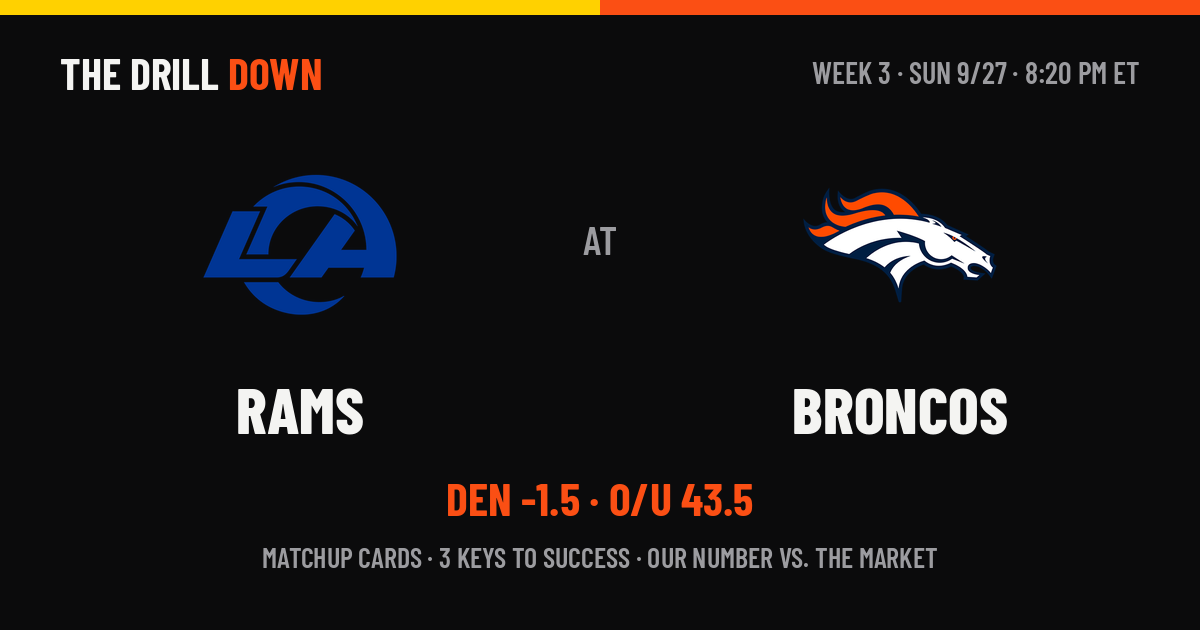 THE DRILL DOWN
WEEK 3 · SUN 9/27 · 8:20 PM ET
LA
AT
RAMS
BRONCOS
DEN -1.5 · O/U 43.5
MATCHUP CARDS · 3 KEYS TO SUCCESS · OUR NUMBER VS. THE MARKET